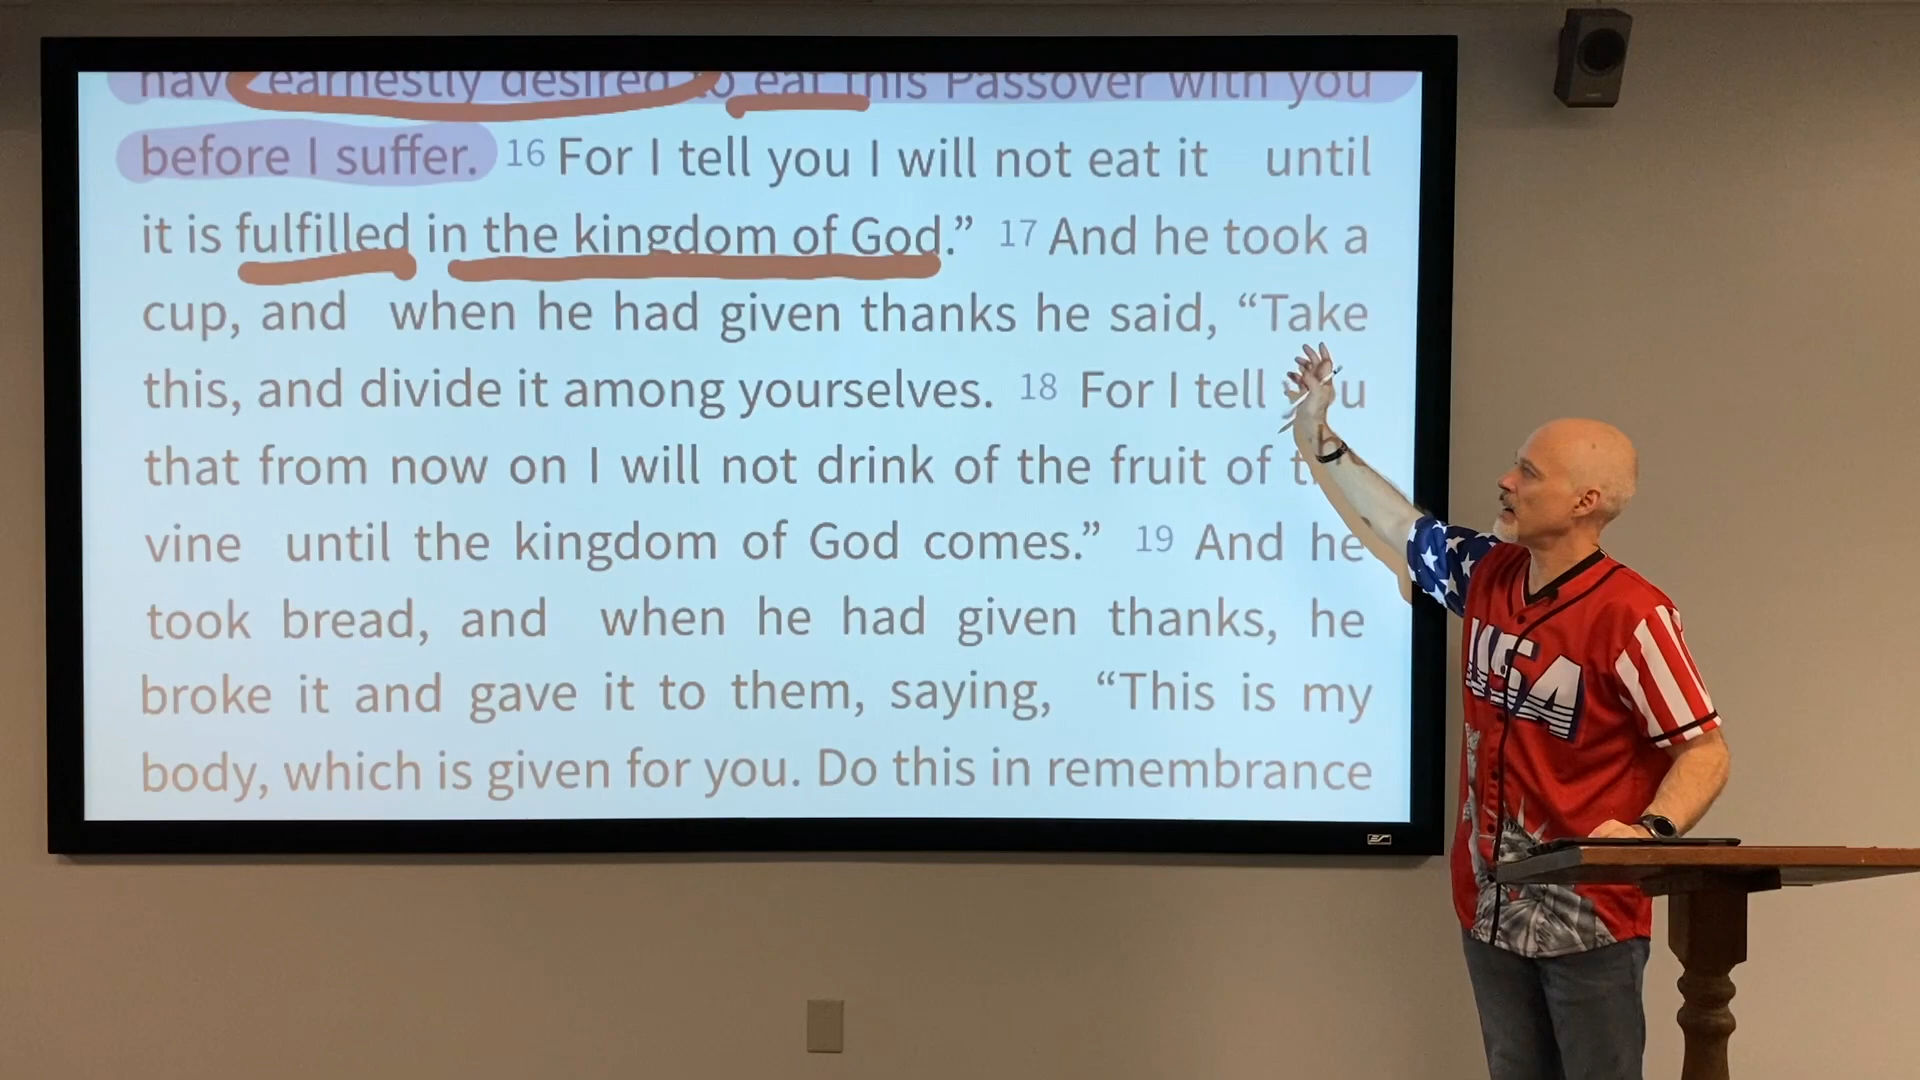 have earnestly desired to eat this Passover with you
before I suffer. 16 For I tell you I will not eat it until
it is fulfilled in the kingdom of God.” 17 And he took a
cup, and when he had given thanks he said, “Take
this, and divide it among yourselves. 18 For I tell you
that from now on I will not drink of the fruit of the
vine until the kingdom of God comes.” 19 And he
took bread, and when he had given thanks, he
broke it and gave it to them, saying, “This is my
body, which is given for you. Do this in remembrance
USA